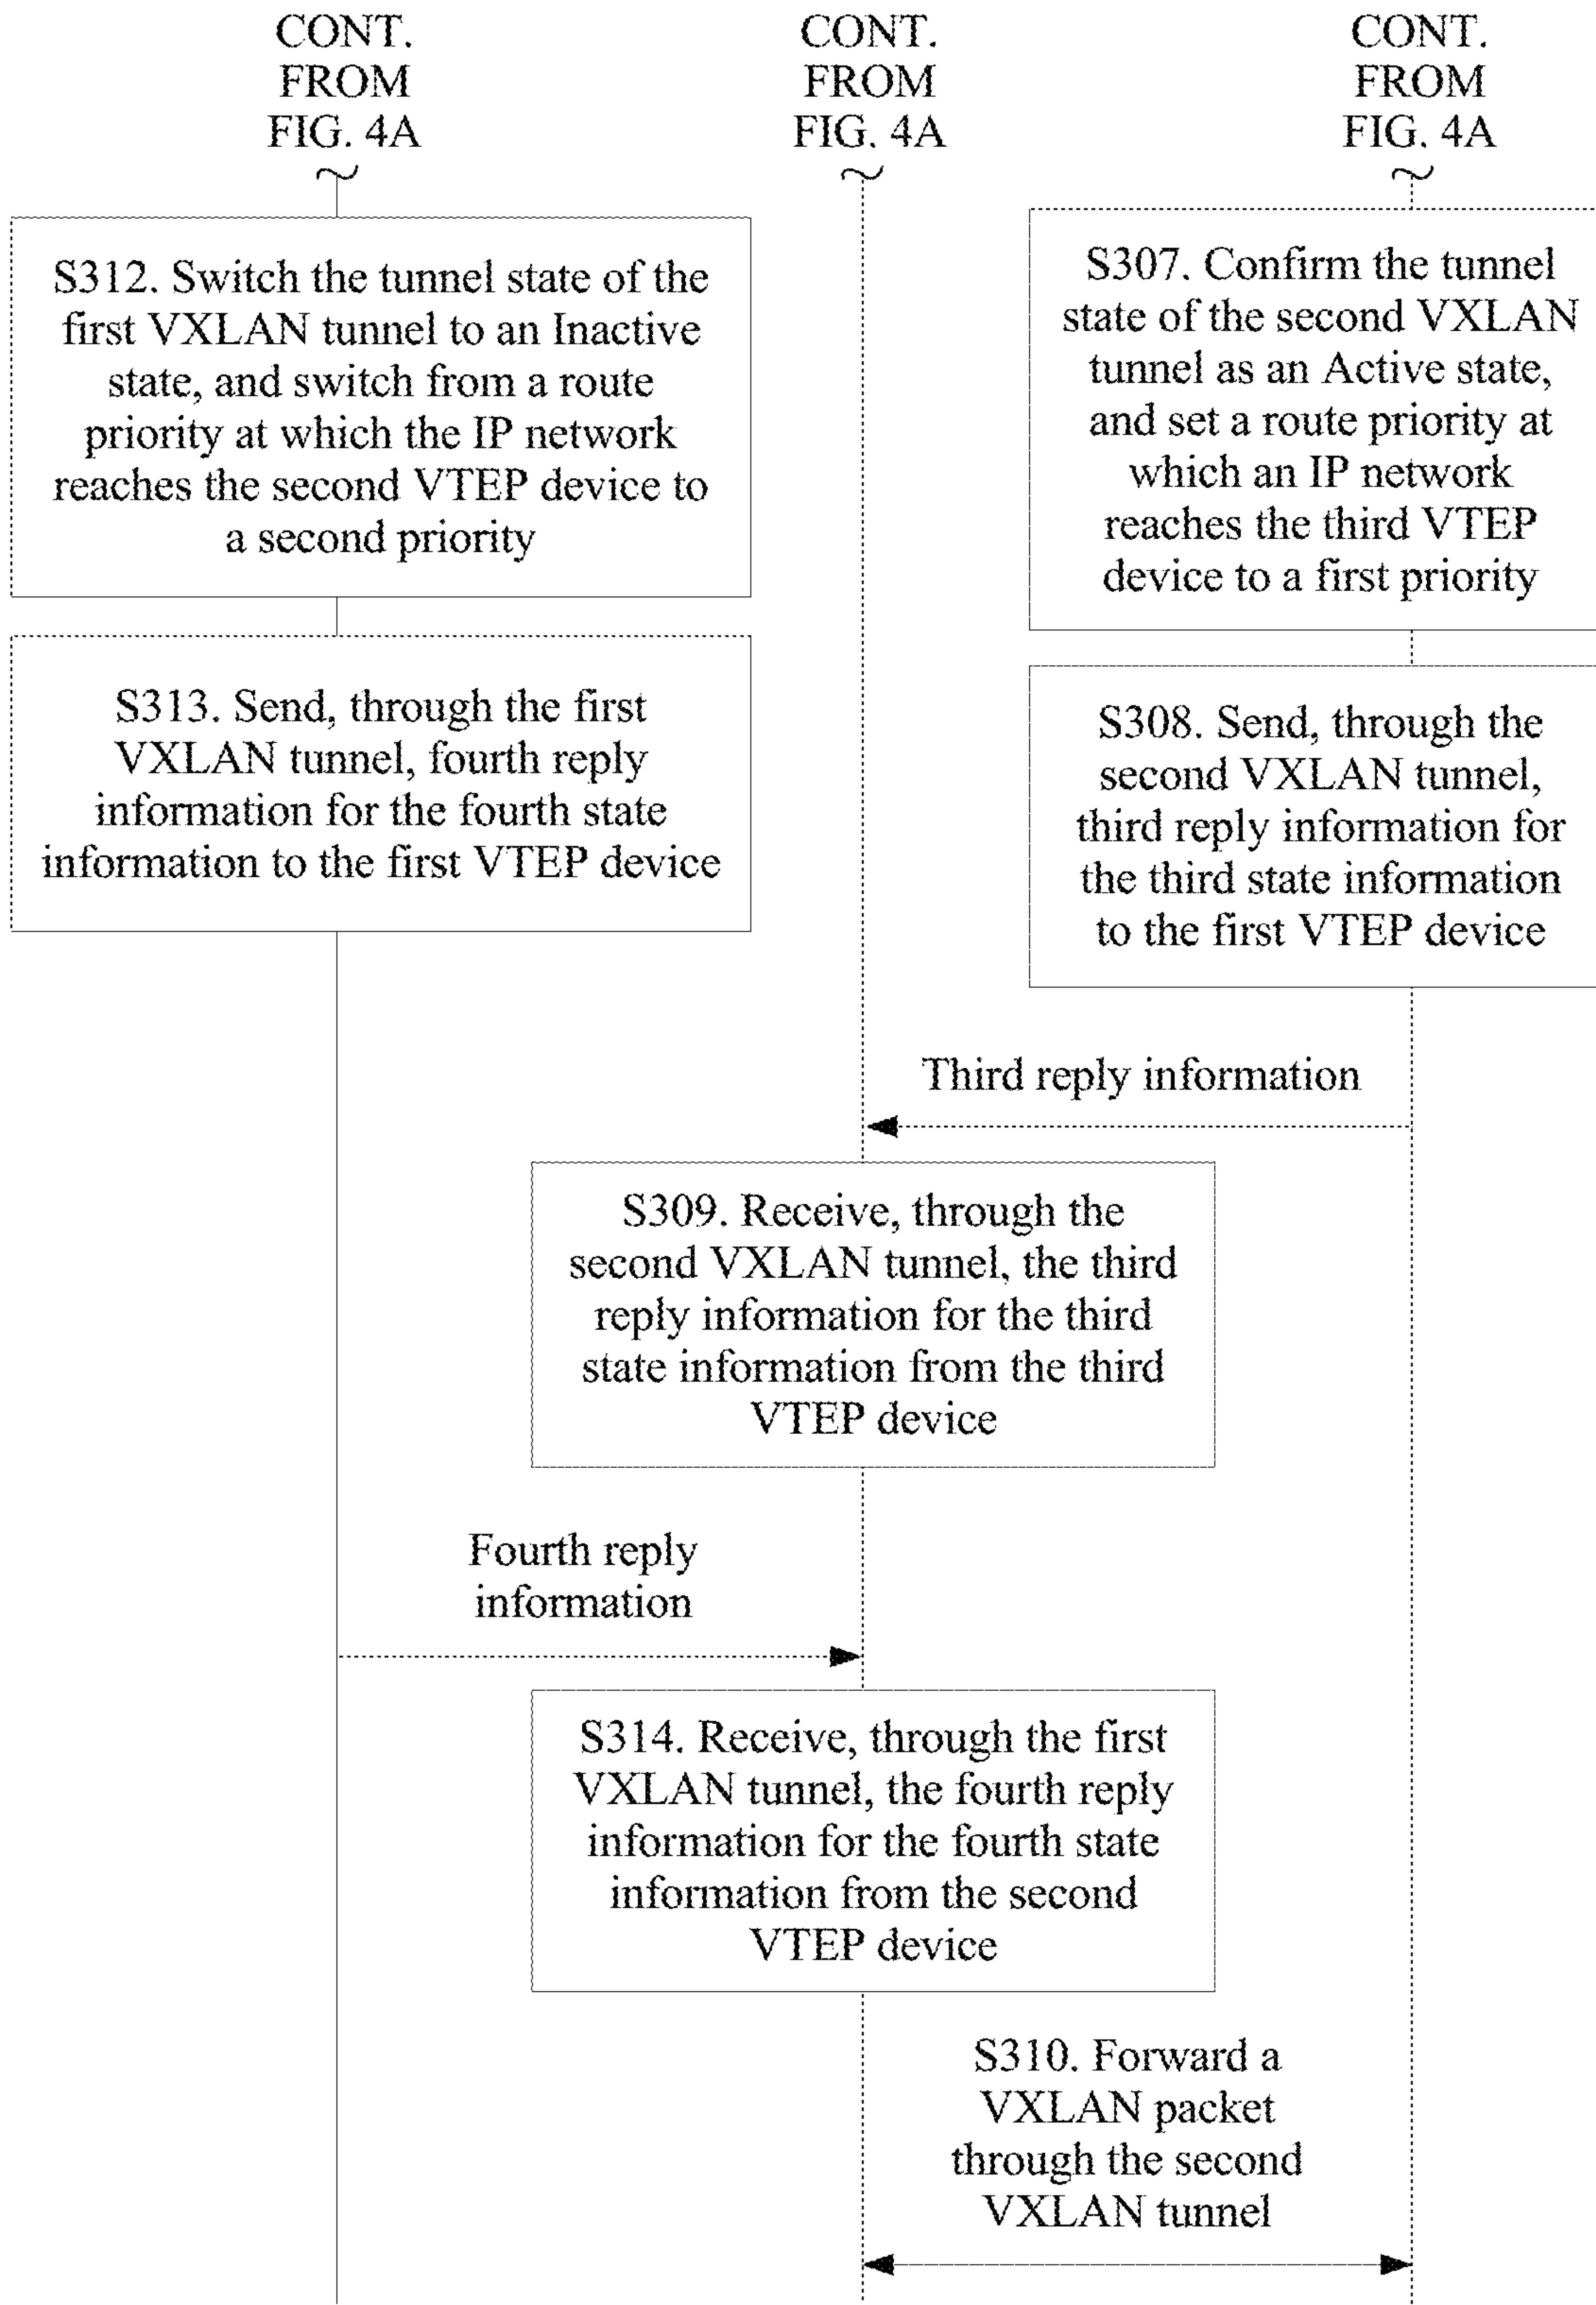 CONT.
FROM
FIG. 4A
CONT.
FROM
FIG. 4A
CONT.
FROM
FIG. 4A
S312. Switch the tunnel state of the
first VXLAN tunnel to an Inactive
state, and switch from a route
priority at which the IP network
reaches the second VTEP device to
a second priority
S307. Confirm the tunnel
state of the second VXLAN
tunnel as an Active state,
and set a route priority at
which an IP network
reaches the third VTEP
device to a first priority
S313. Send, through the first
VXLAN tunnel, fourth reply
information for the fourth state
information to the first VTEP device
S308. Send, through the
second VXLAN tunnel,
third reply information for
the third state information
to the first VTEP device
Third reply information
S309. Receive, through the
second VXLAN tunnel, the third
reply information for the third
state information from the third
VTEP device
Fourth reply
information
S314. Receive, through the first
VXLAN tunnel, the fourth reply
information for the fourth state
information from the second
VTEP device
S310. Forward a
VXLAN packet
through the second
VXLAN tunnel